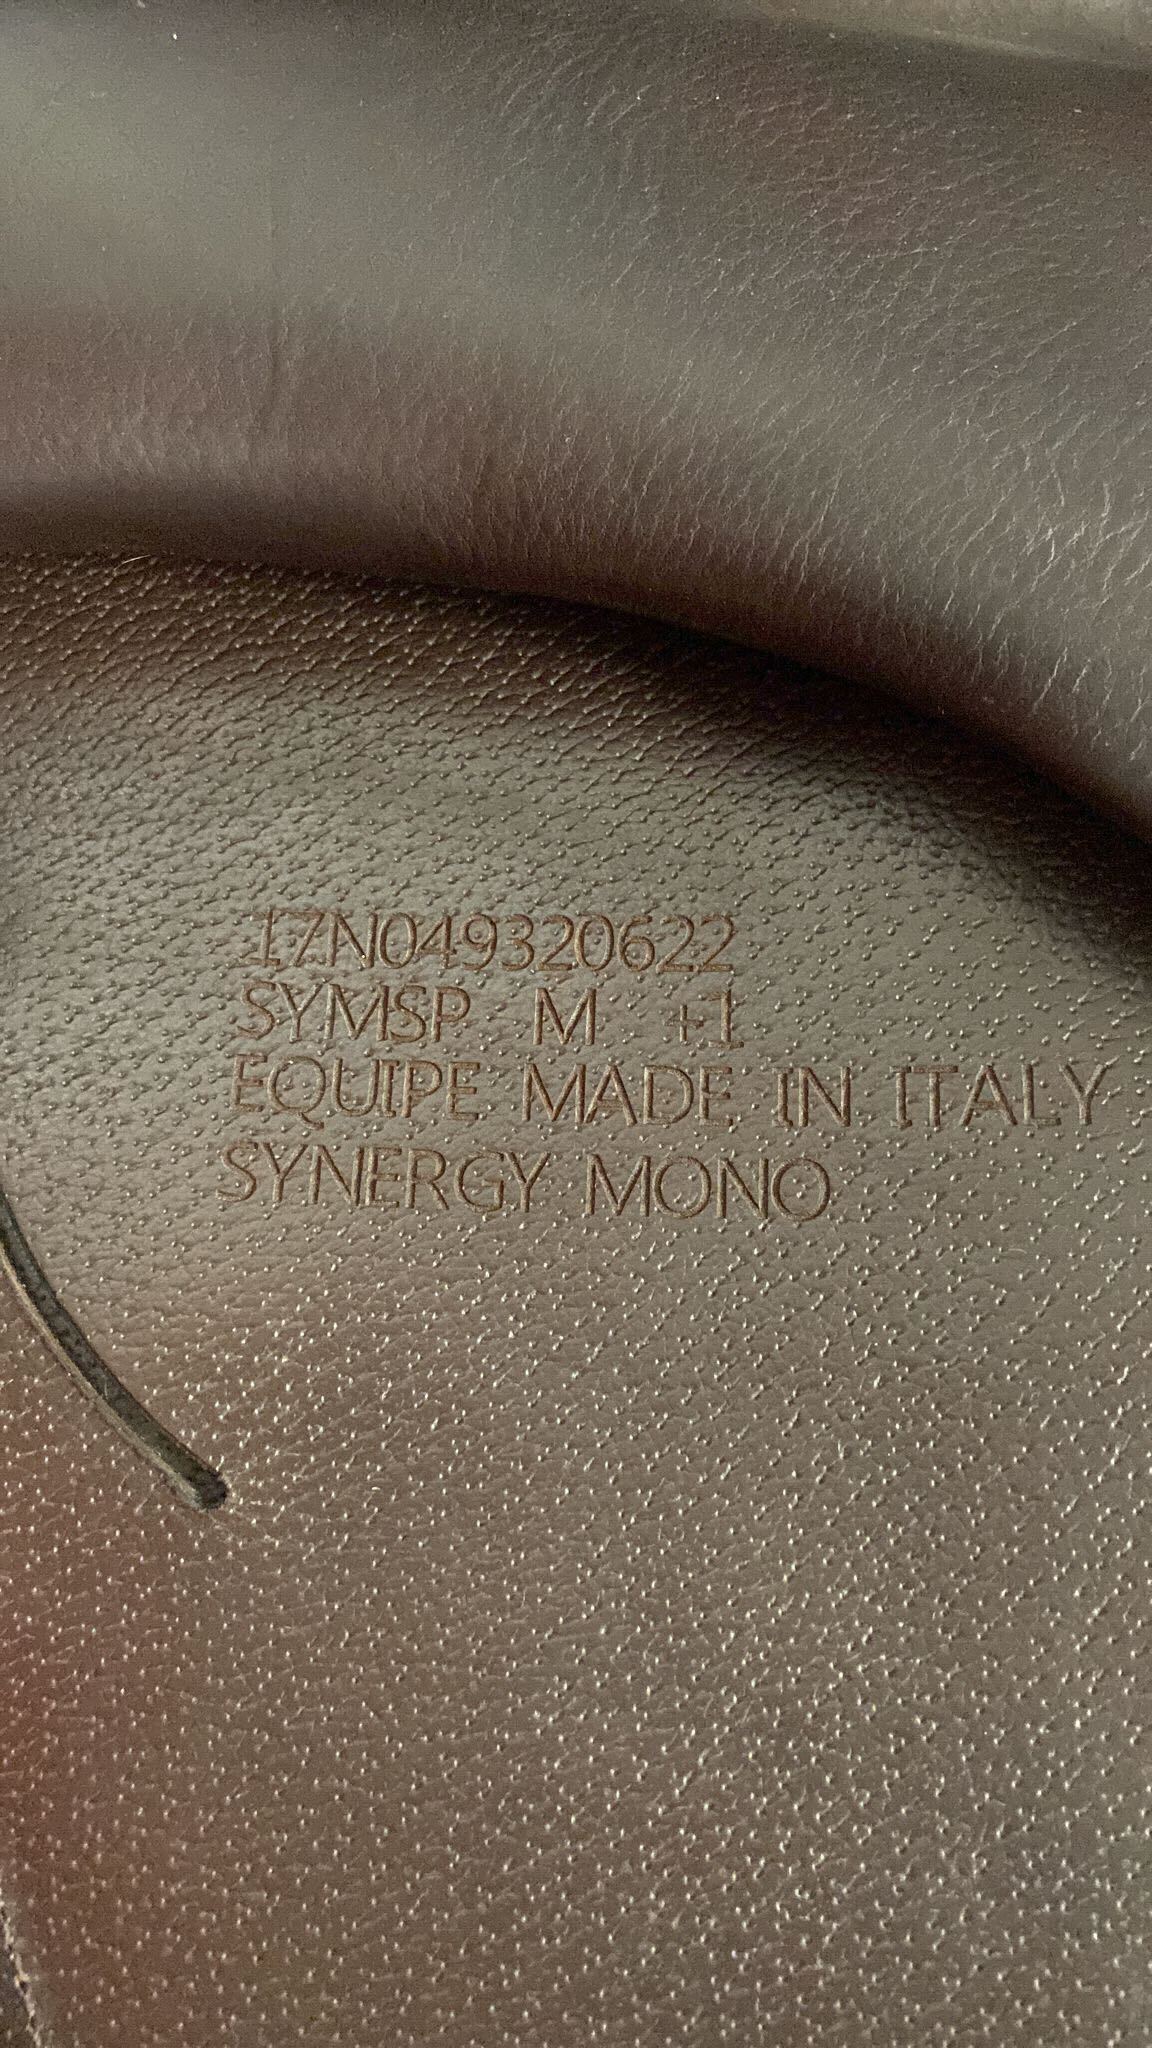 17N049320622
SYMSP M +1
EQUIPE MADE IN ITALY
SYNERGY MONO